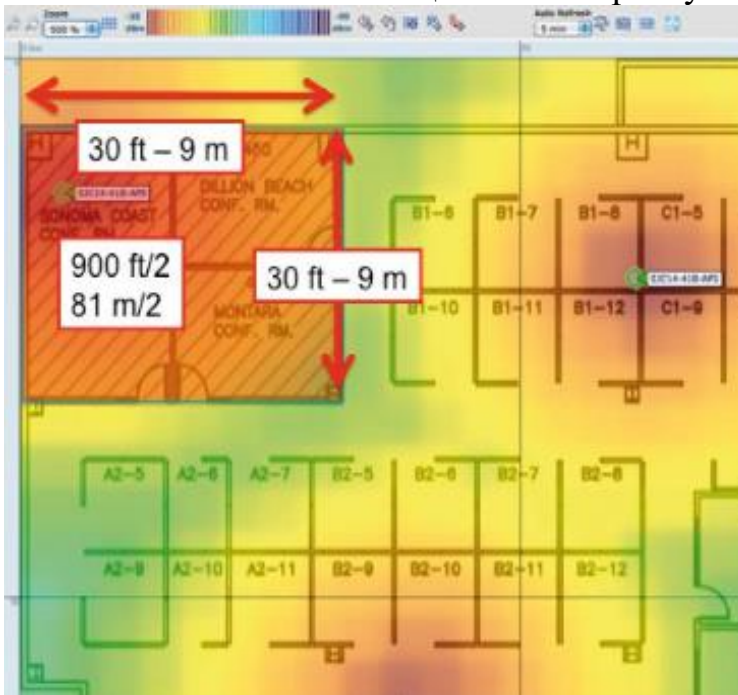 Zoom
500 %
dBm
dBm
Auto Refresh
5 min
30 ft – 9 m
DILLION BEACH
CONF. RM.
SONOMA COAST
CONF. RM.
900 ft/2
81 m/2
30 ft – 9 m
MONTARA
CONF. RM.
H
B1-6
B1-7
B1-8
C1-5
B1-10
B1-11
B1-12
C1-9
A2-5
A2-6
A2-7
B2-5
B2-6
B2-7
B2-8
A2-9
A2-10
A2-11
B2-9
B2-10
B2-11
B2-12